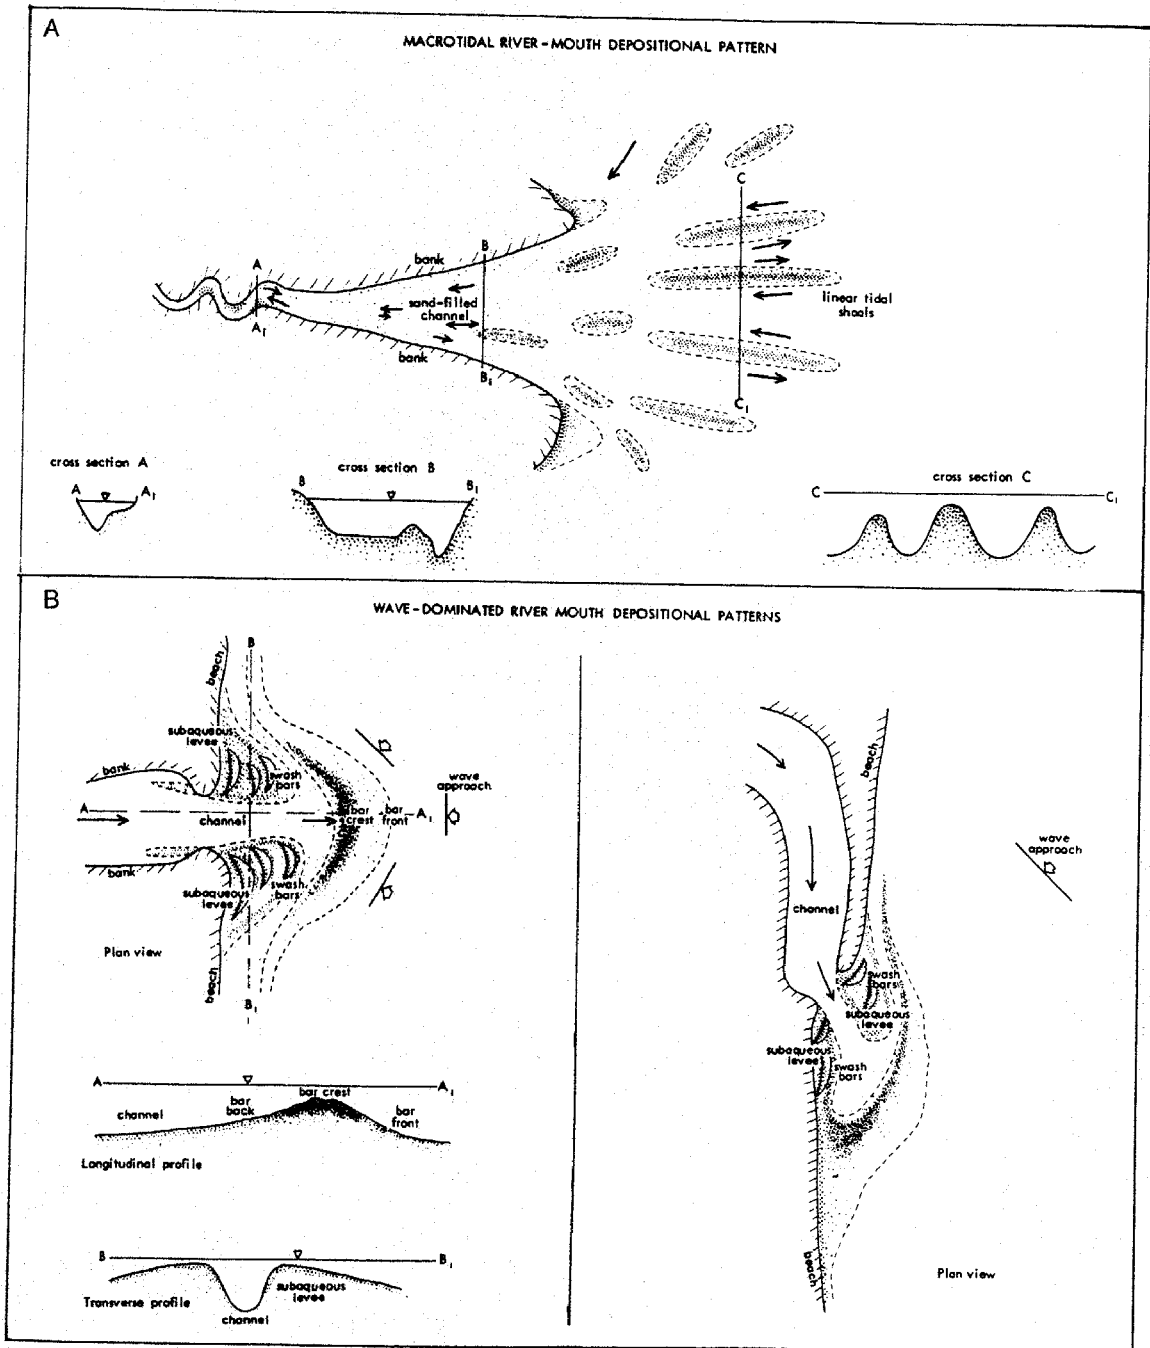 A
MACROTIDAL RIVER-MOUTH DEPOSITIONAL PATTERN
C
B
bank
A
sand-filled
channel
linear tidal
shoals
A₁
bank
B₁
C₁
cross section A
A
A₁
cross section B
B
B₁
cross section C
C
C₁
B
WAVE-DOMINATED RIVER MOUTH DEPOSITIONAL PATTERNS
B
beach
subaqueous
levee
bank
swash
bars
wave
approach
A
channel
bar
crest
bar
front
A₁
bank
subaqueous
levee
swash
bars
Plan view
beach
B₁
A
A₁
channel
bar
back
bar crest
bar
front
Longitudinal profile
B
B₁
subaqueous
levee
Transverse profile
channel
beach
wave
approach
channel
swash
bars
subaqueous
levee
subaqueous
levee
swash
bars
beach
Plan view